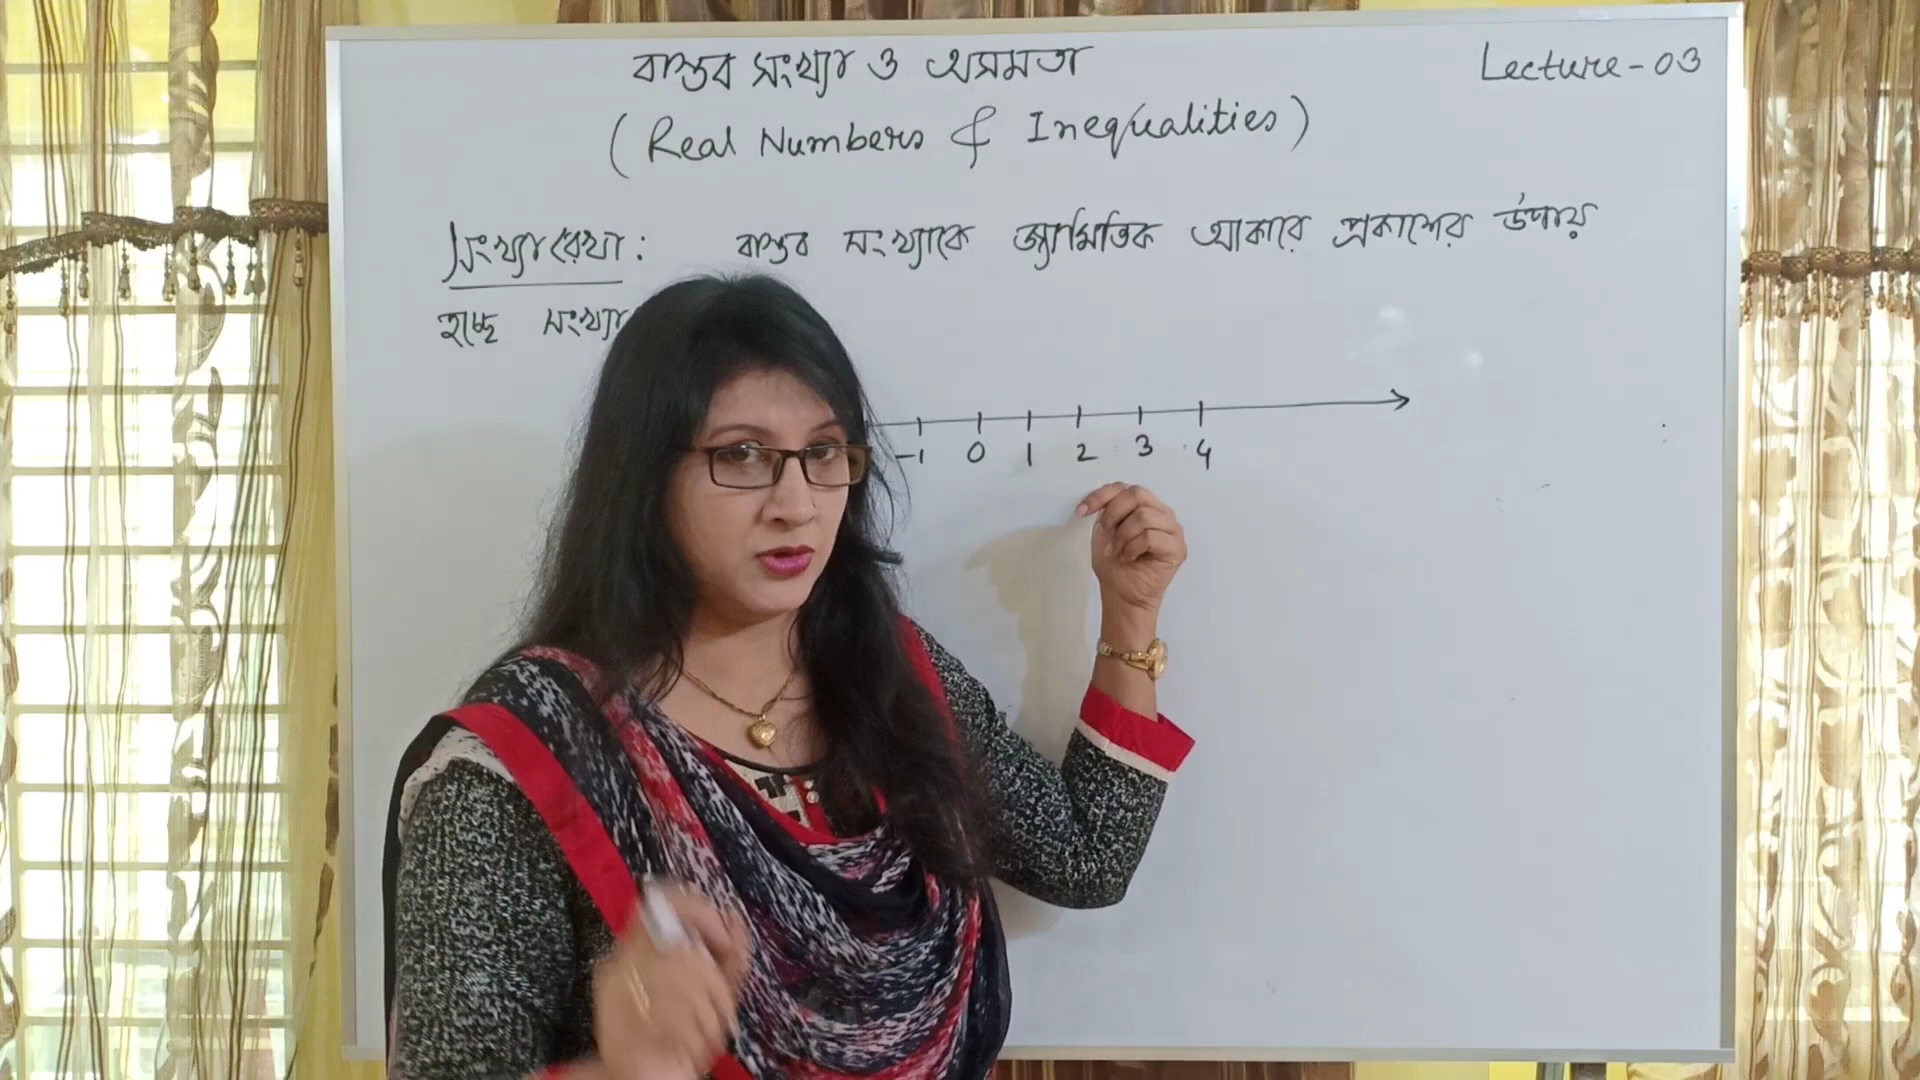 বাস্তব সংখ্যা ও অসমতা
Lecture-03
(Real Numbers & Inequalities)
সংখ্যারেখা: বাস্তব সংখ্যাকে জ্যামিতিক আকারে প্রকাশের উপায়
হচ্ছে সংখ্যা
-1 0 1 2 3 4